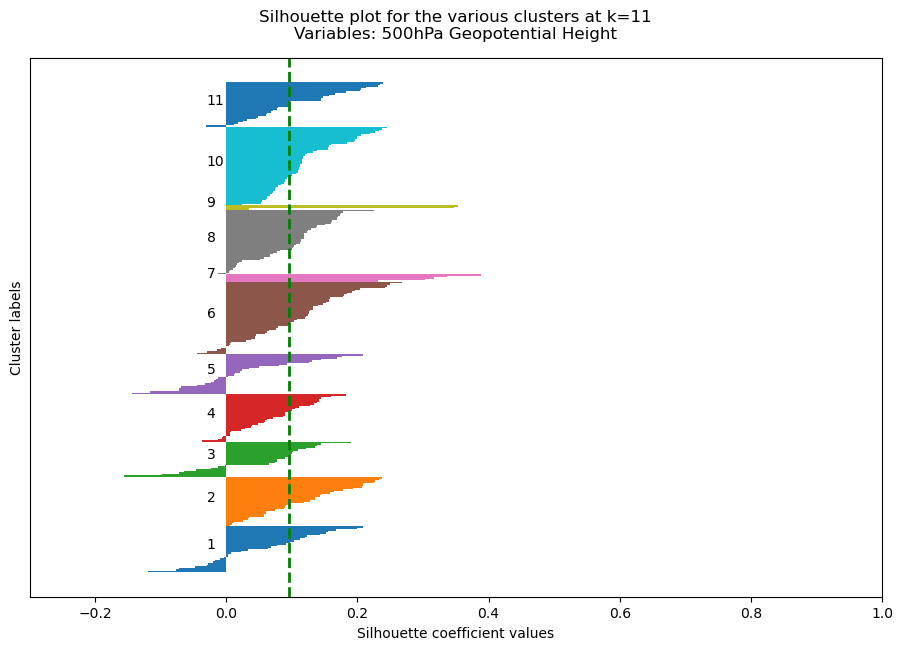 Silhouette plot for the various clusters at k=11
Variables: 500hPa Geopotential Height
Cluster labels
11
10
9
8
7
6
5
4
3
2
1
−0.2 0.0 0.2 0.4 0.6 0.8 1.0
Silhouette coefficient values